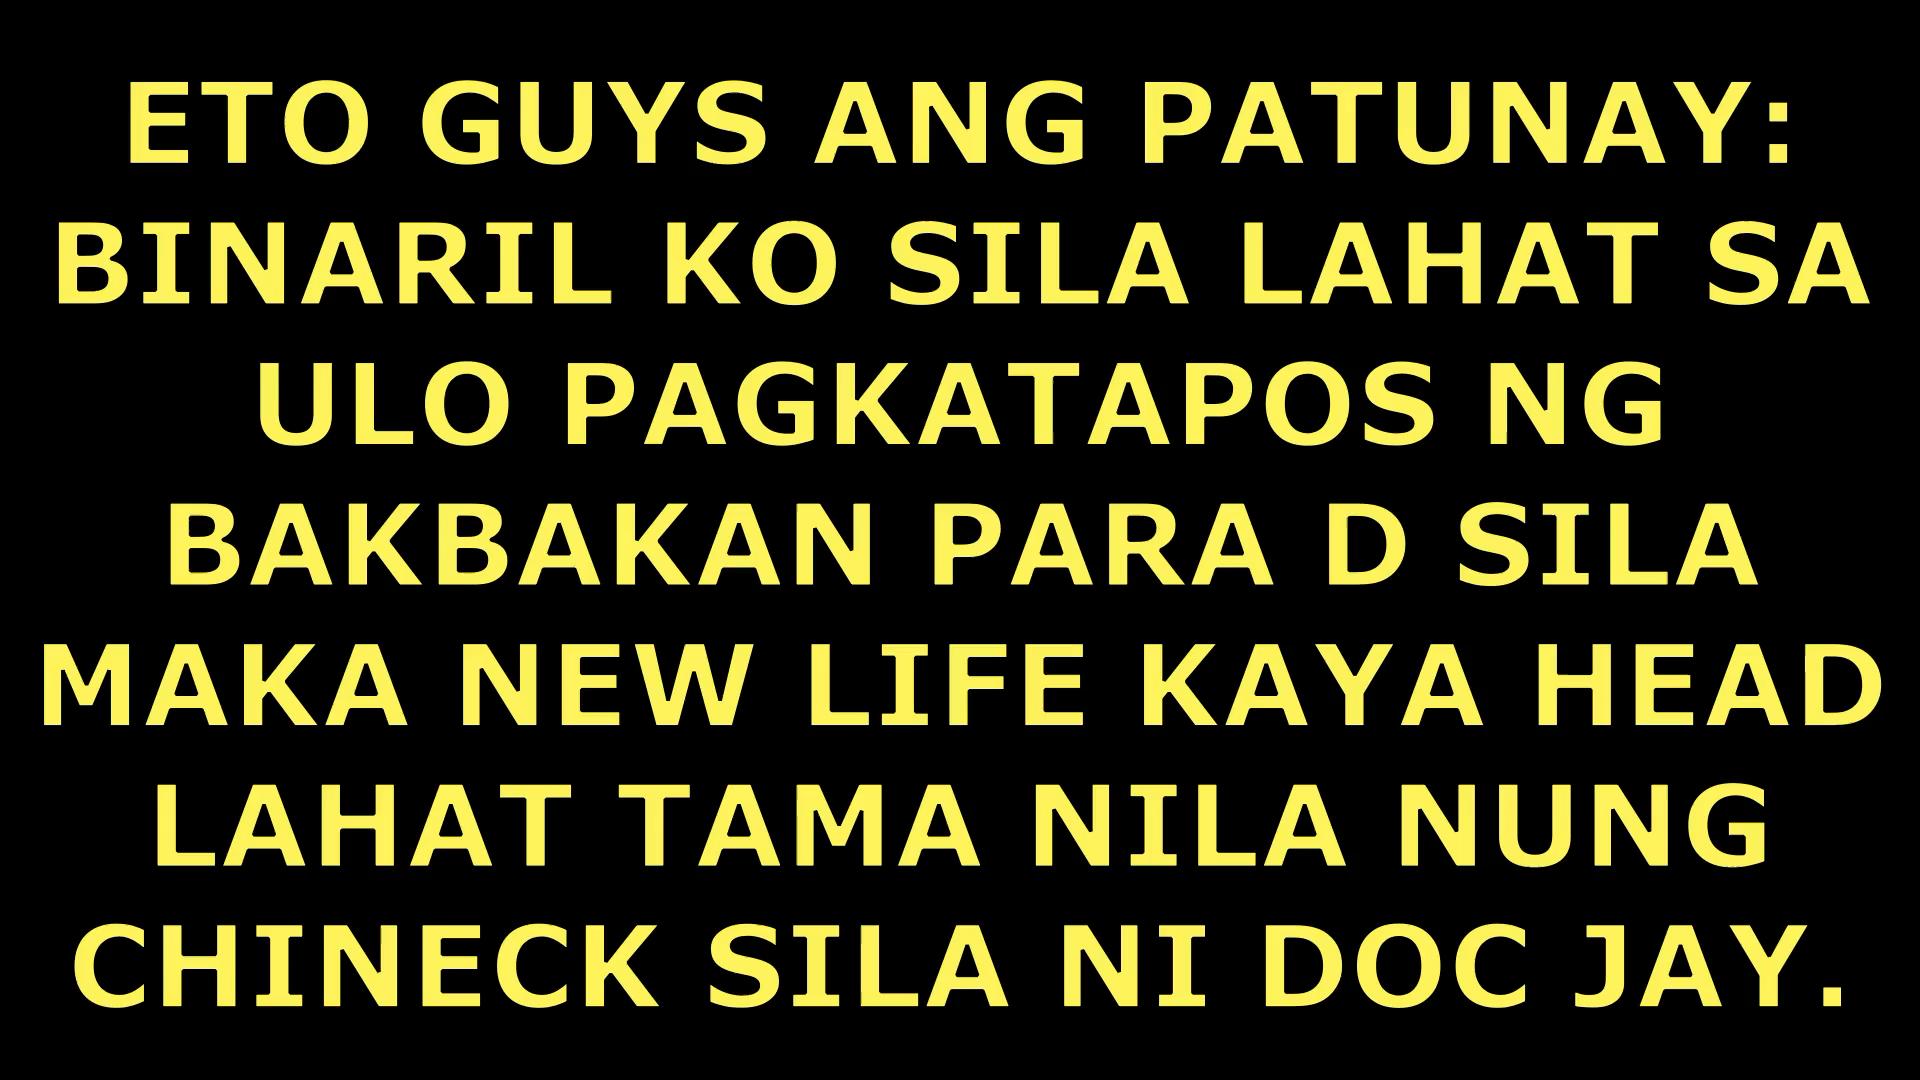 ETO GUYS ANG PATUNAY:
BINARIL KO SILA LAHAT SA
ULO PAGKATAPOS NG
BAKBAKAN PARA D SILA
MAKA NEW LIFE KAYA HEAD
LAHAT TAMA NILA NUNG
CHINECK SILA NI DOC JAY.